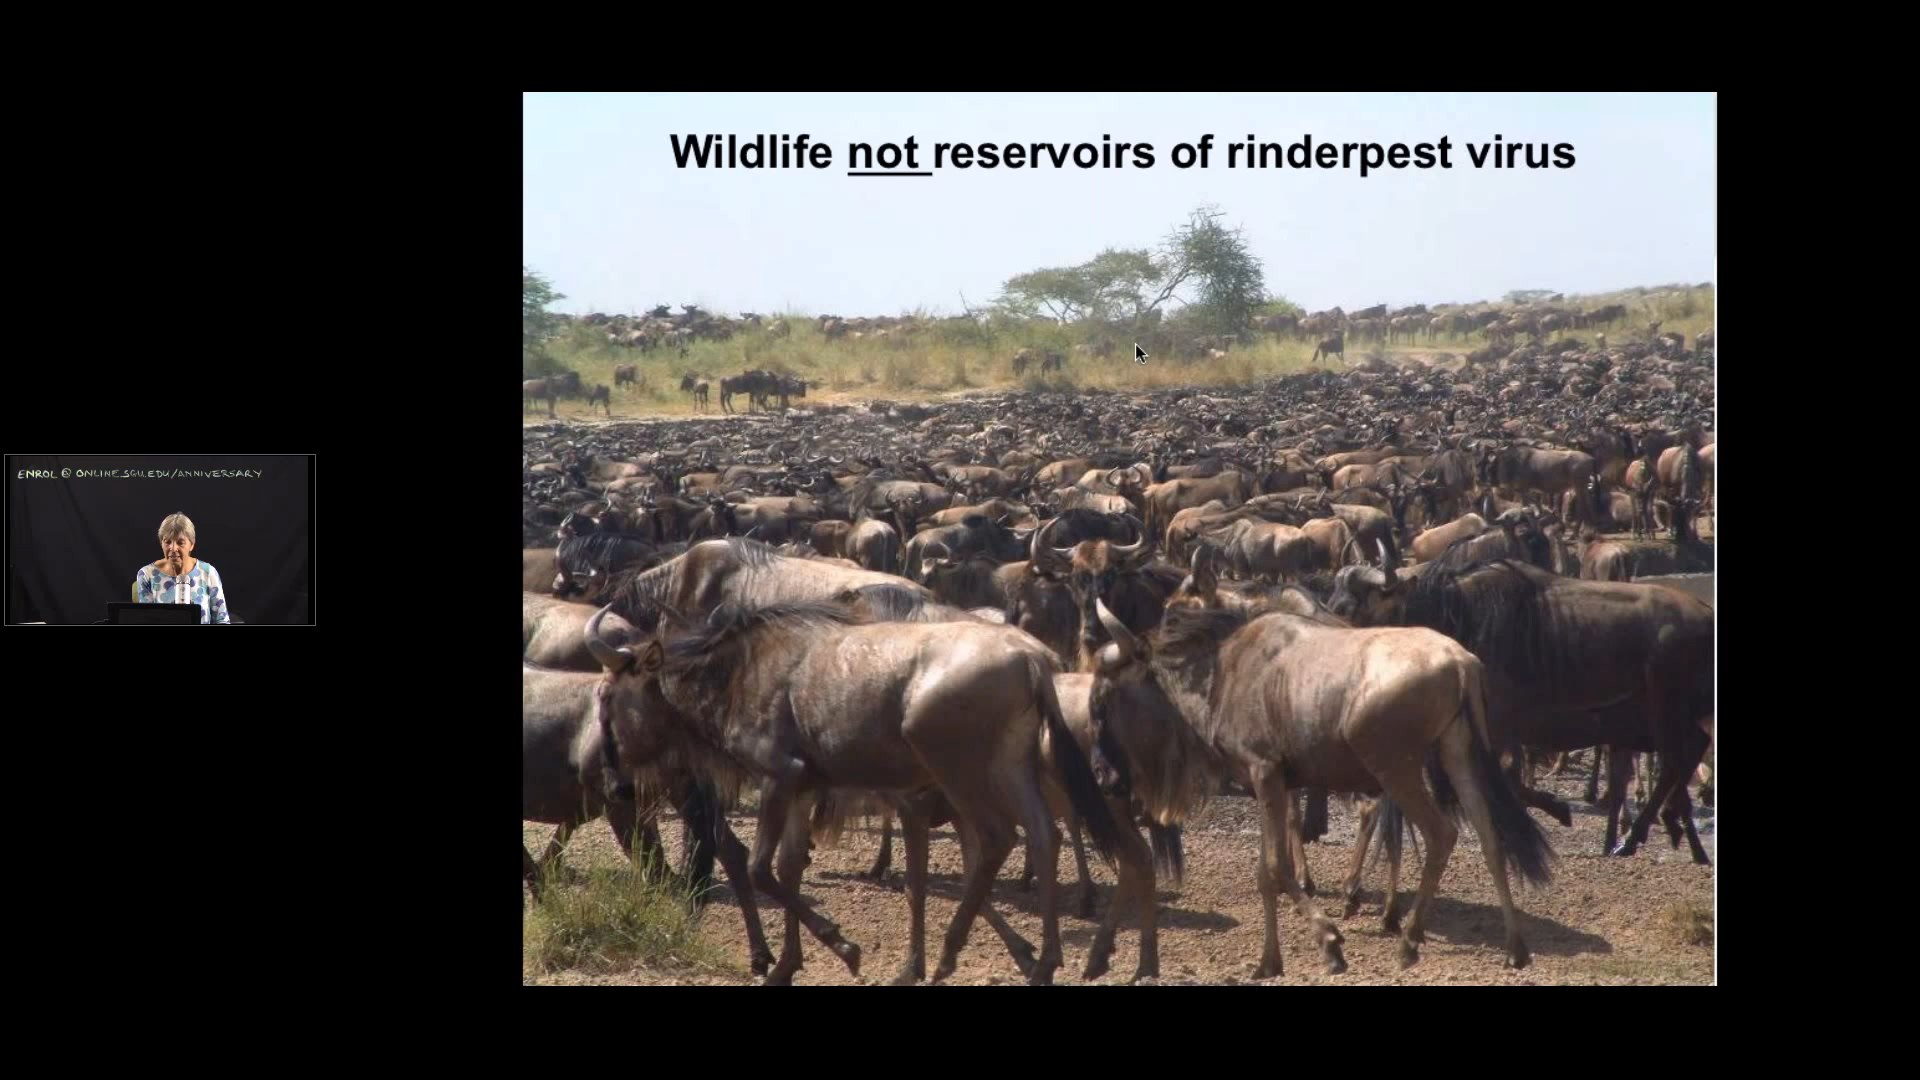 Wildlife not reservoirs of rinderpest virus
ENROL @ ONLINE.SGU.EDU/ANNIVERSARY